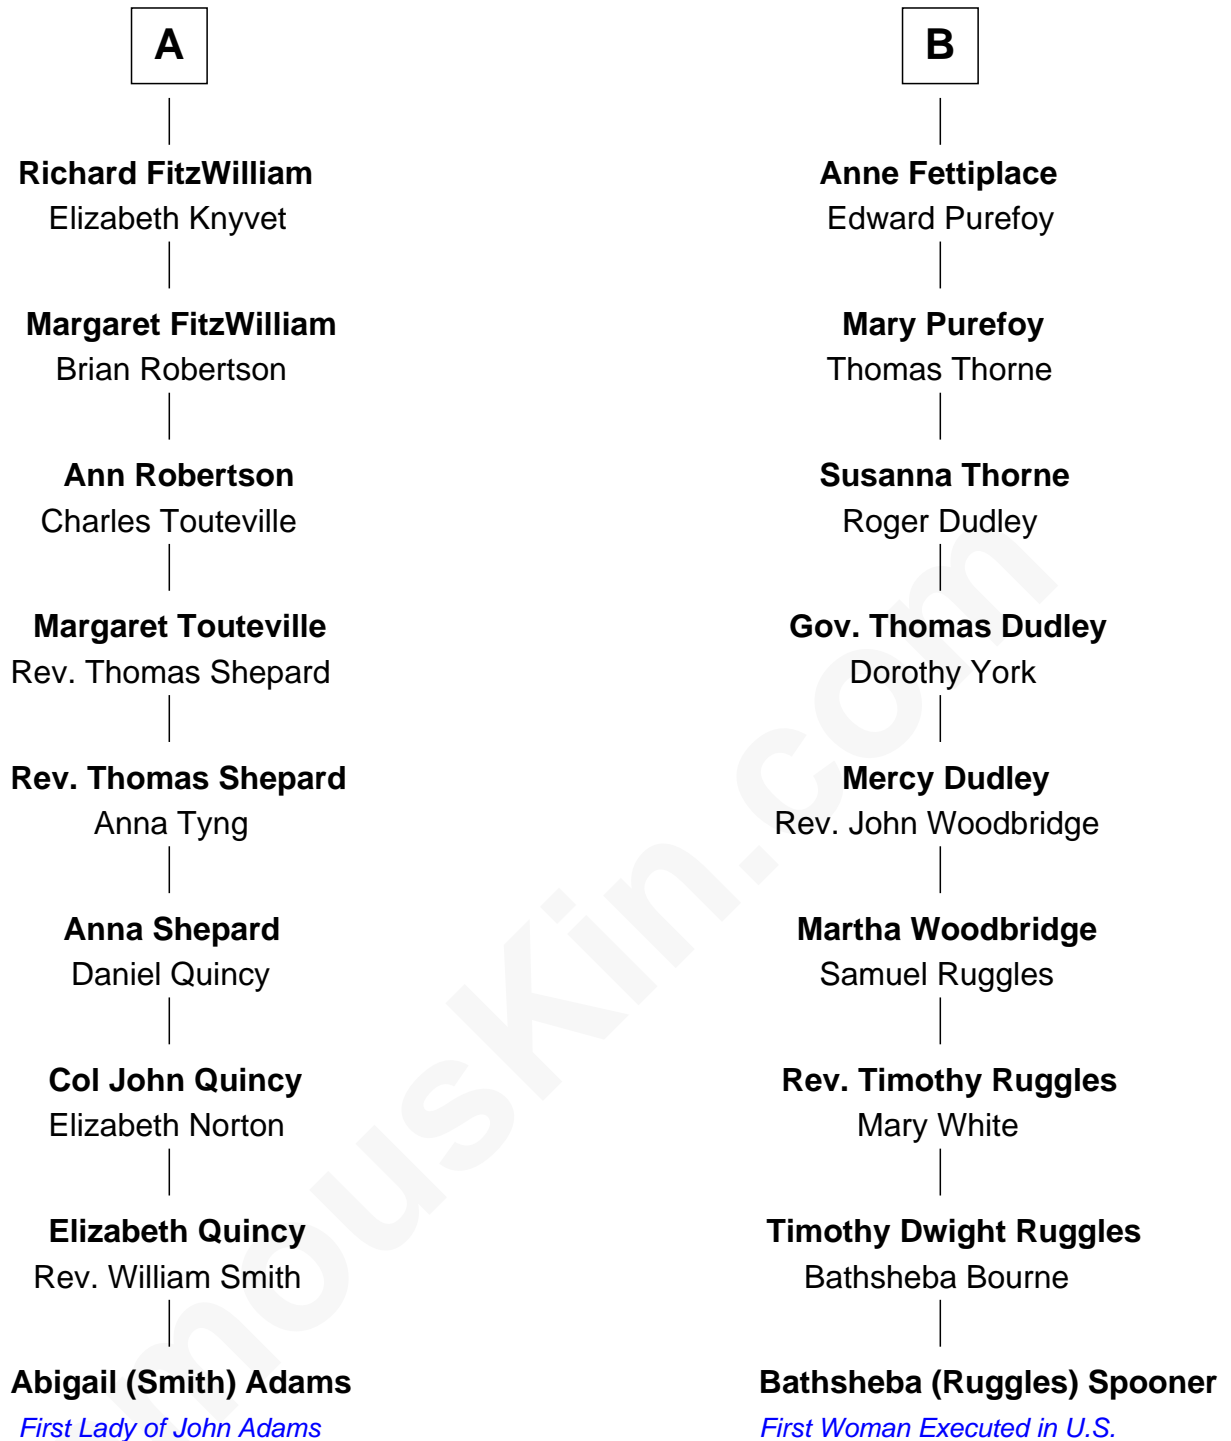 A
Richard FitzWilliam
Elizabeth Knyvet
Margaret FitzWilliam
Brian Robertson
Ann Robertson
Charles Touteville
Margaret Touteville
Rev. Thomas Shepard
Rev. Thomas Shepard
Anna Tyng
Anna Shepard
Daniel Quincy
Col John Quincy
Elizabeth Norton
Elizabeth Quincy
Rev. William Smith
Abigail (Smith) Adams
First Lady of John Adams
B
Anne Fettiplace
Edward Purefoy
Mary Purefoy
Thomas Thorne
Susanna Thorne
Roger Dudley
Gov. Thomas Dudley
Dorothy York
Mercy Dudley
Rev. John Woodbridge
Martha Woodbridge
Samuel Ruggles
Rev. Timothy Ruggles
Mary White
Timothy Dwight Ruggles
Bathsheba Bourne
Bathsheba (Ruggles) Spooner
First Woman Executed in U.S.
mousKin.com